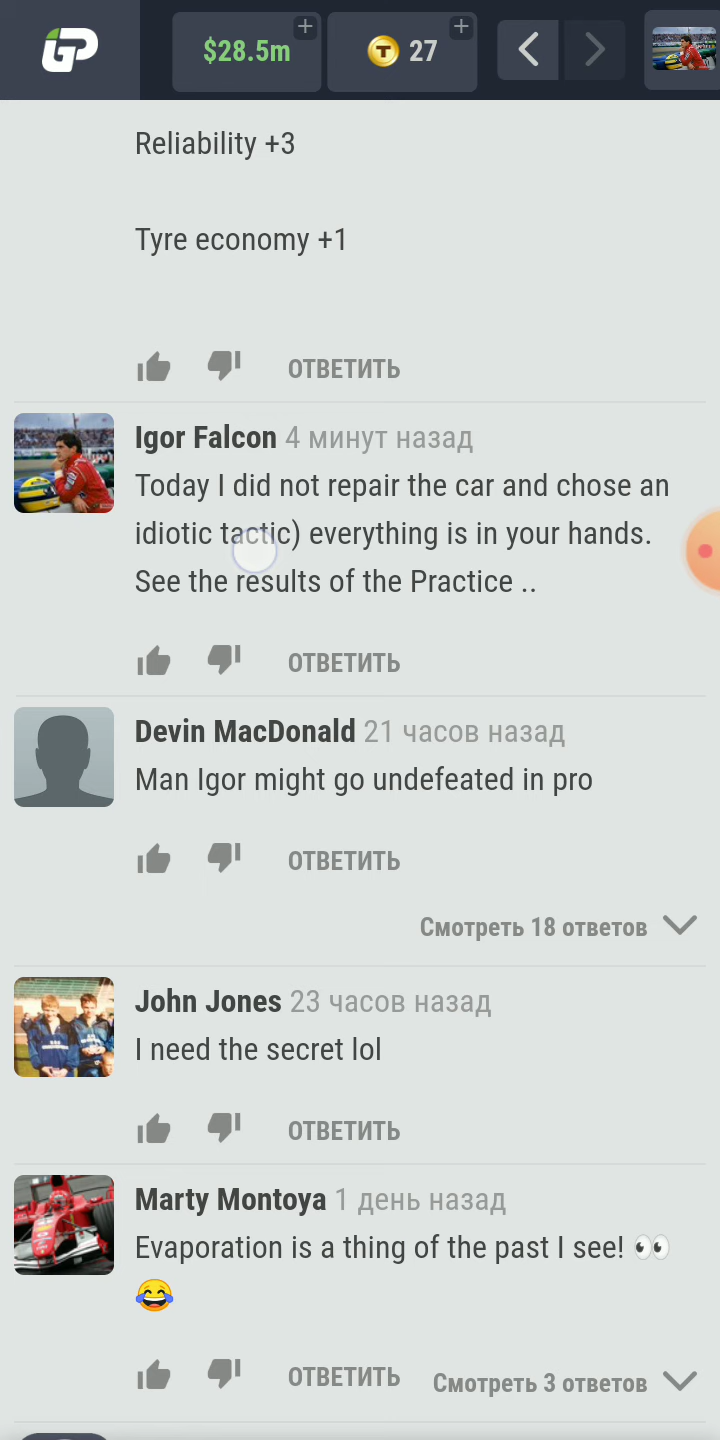 $28.5m
27
Reliability +3
Tyre economy +1
ОТВЕТИТЬ
Igor Falcon 4 минут назад
Today I did not repair the car and chose an
idiotic tactic) everything is in your hands.
See the results of the Practice ..
ОТВЕТИТЬ
Devin MacDonald 21 часов назад
Man Igor might go undefeated in pro
ОТВЕТИТЬ
Смотреть 18 ответов
John Jones 23 часов назад
I need the secret lol
ОТВЕТИТЬ
Marty Montoya 1 день назад
Evaporation is a thing of the past I see! 👀
😂
ОТВЕТИТЬ Смотреть 3 ответов